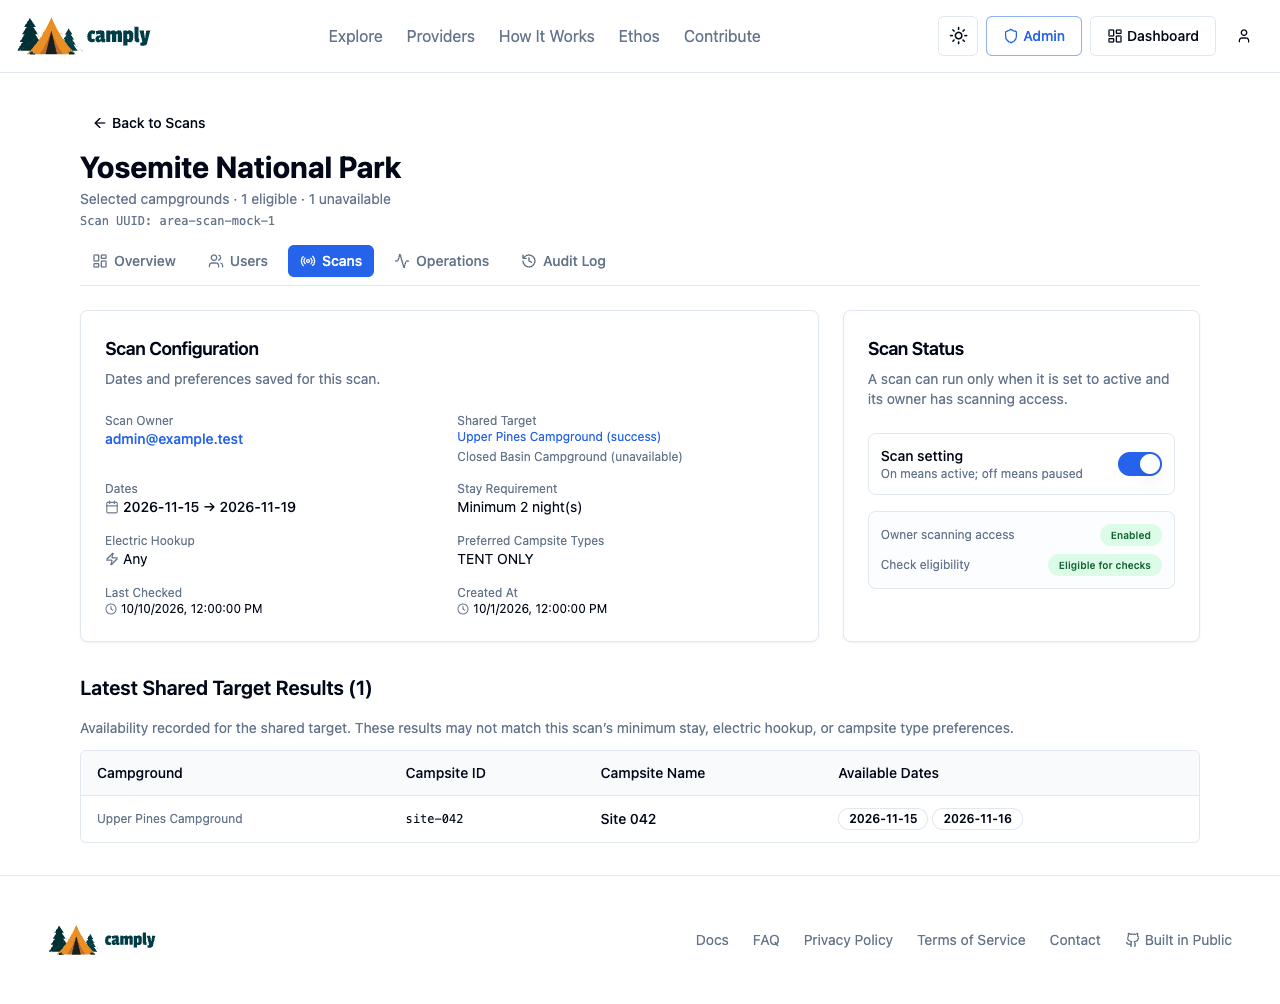 camply
Explore
Providers
How It Works
Ethos
Contribute
Admin
Dashboard
Back to Scans
Yosemite National Park
Selected campgrounds · 1 eligible · 1 unavailable
Scan UUID: area-scan-mock-1
Overview
Users
Scans
Operations
Audit Log
Scan Configuration
Dates and preferences saved for this scan.
Scan Owner
admin@example.test
Shared Target
Upper Pines Campground (success)
Closed Basin Campground (unavailable)
Dates
2026-11-15 → 2026-11-19
Stay Requirement
Minimum 2 night(s)
Electric Hookup
Any
Preferred Campsite Types
TENT ONLY
Last Checked
10/10/2026, 12:00:00 PM
Created At
10/1/2026, 12:00:00 PM
Scan Status
A scan can run only when it is set to active and
its owner has scanning access.
Scan setting
On means active; off means paused
Owner scanning access
Enabled
Check eligibility
Eligible for checks
Latest Shared Target Results (1)
Availability recorded for the shared target. These results may not match this scan’s minimum stay, electric hookup, or campsite type preferences.
Campground
Campsite ID
Campsite Name
Available Dates
Upper Pines Campground
site-042
Site 042
2026-11-15
2026-11-16
camply
Docs
FAQ
Privacy Policy
Terms of Service
Contact
Built in Public